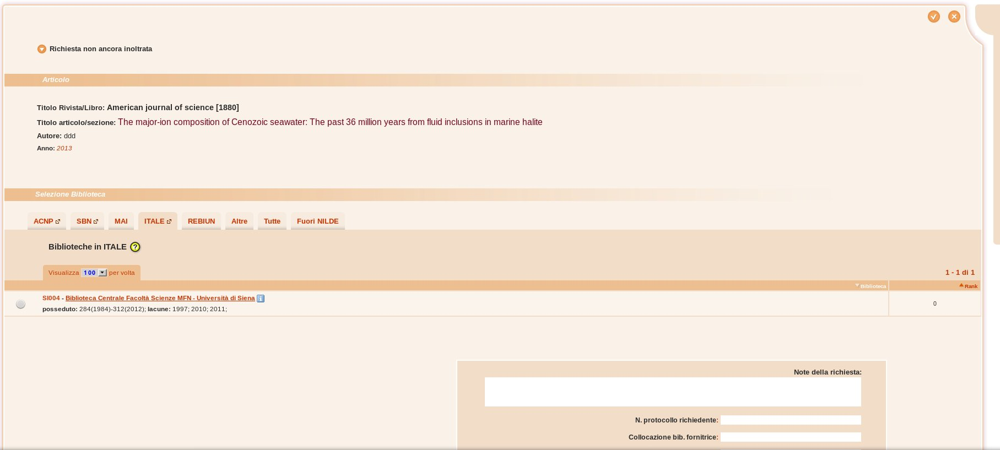 Richiesta non ancora inoltrata
Articolo
Titolo Rivista/Libro: American journal of science [1880]
Titolo articolo/sezione: The major-ion composition of Cenozoic seawater: The past 36 million years from fluid inclusions in marine halite
Autore: ddd
Anno: 2013
Selezione Biblioteca
ACNP SBN MAI ITALE REBIUN Altre Tutte Fuori NILDE
Biblioteche in ITALE ?
Visualizza 100 per volta 1 - 1 di 1
Biblioteca Rank
SI004 - Biblioteca Centrale Facoltà Scienze MFN - Università di Siena i
posseduto: 284(1984)-312(2012); lacune: 1997; 2010; 2011; 0
Note della richiesta:
N. protocollo richiedente:
Collocazione bib. fornitrice: